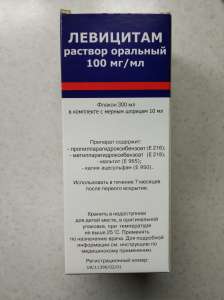 ЛЕВИЦИТАМ
раствор оральный
100 мг/мл
Флакон 300 мл
в комплекте с мерным шприцем 10 мл
Препарат содержит:
- пропилпарагидроксибензоат (Е 216);
- метилпарагидроксибензоат (Е 218);
-мальтит (Е 965);
- калия ацесульфам (Е 950).
Использовать в течение 7 месяцев
после первого вскрытия.
Хранить в недоступном
для детей месте, в оригинальной
упаковке, при температуре
не выше 25 °С. Применять
по назначению врача. Для подробной
информации см. инструкцию по
медицинскому применению.
Регистрационный номер: